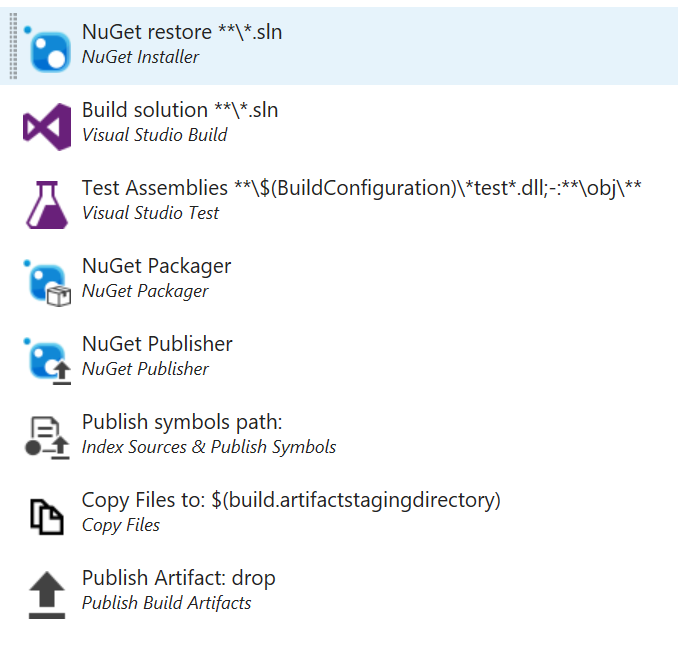 NuGet restore **\*.sln
NuGet Installer
Build solution **\*.sln
Visual Studio Build
Test Assemblies **\$(BuildConfiguration)\*test*.dll;-:**\obj\**
Visual Studio Test
NuGet Packager
NuGet Packager
NuGet Publisher
NuGet Publisher
Publish symbols path:
Index Sources & Publish Symbols
Copy Files to: $(build.artifactstagingdirectory)
Copy Files
Publish Artifact: drop
Publish Build Artifacts